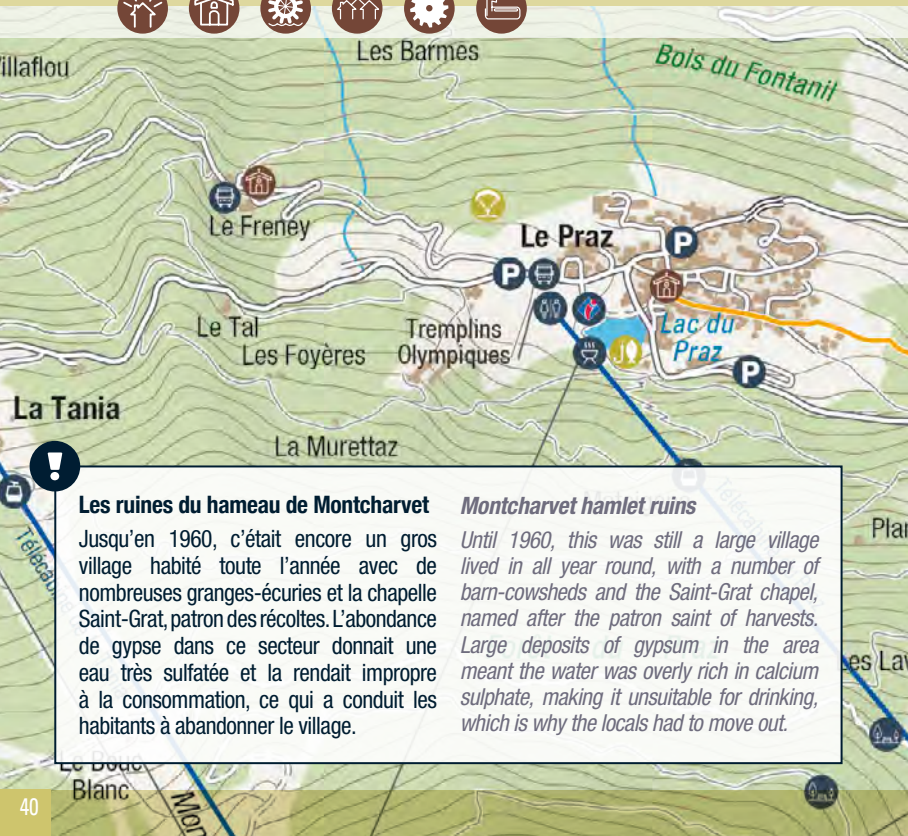 Les Barmes
Bois du Fontanil
illaflou
Le Freney
Le Praz
P
P
Le Tal
Les Foyères
Tremplins
Olympiques
Lac du
Praz
P
La Tania
La Murettaz
!
Les ruines du hameau de Montcharvet
Jusqu'en 1960, c'était encore un gros
village habité toute l'année avec de
nombreuses granges-écuries et la chapelle
Saint-Grat, patron des récoltes. L'abondance
de gypse dans ce secteur donnait une
eau très sulfatée et la rendait impropre
à la consommation, ce qui a conduit les
habitants à abandonner le village.
Montcharvet hamlet ruins
Until 1960, this was still a large village
lived in all year round, with a number of
barn-cowsheds and the Saint-Grat chapel,
named after the patron saint of harvests.
Large deposits of gypsum in the area
meant the water was overly rich in calcium
sulphate, making it unsuitable for drinking,
which is why the locals had to move out.
Plan
es Lav
Télécabine
Le Douc
Blanc
Mon
40